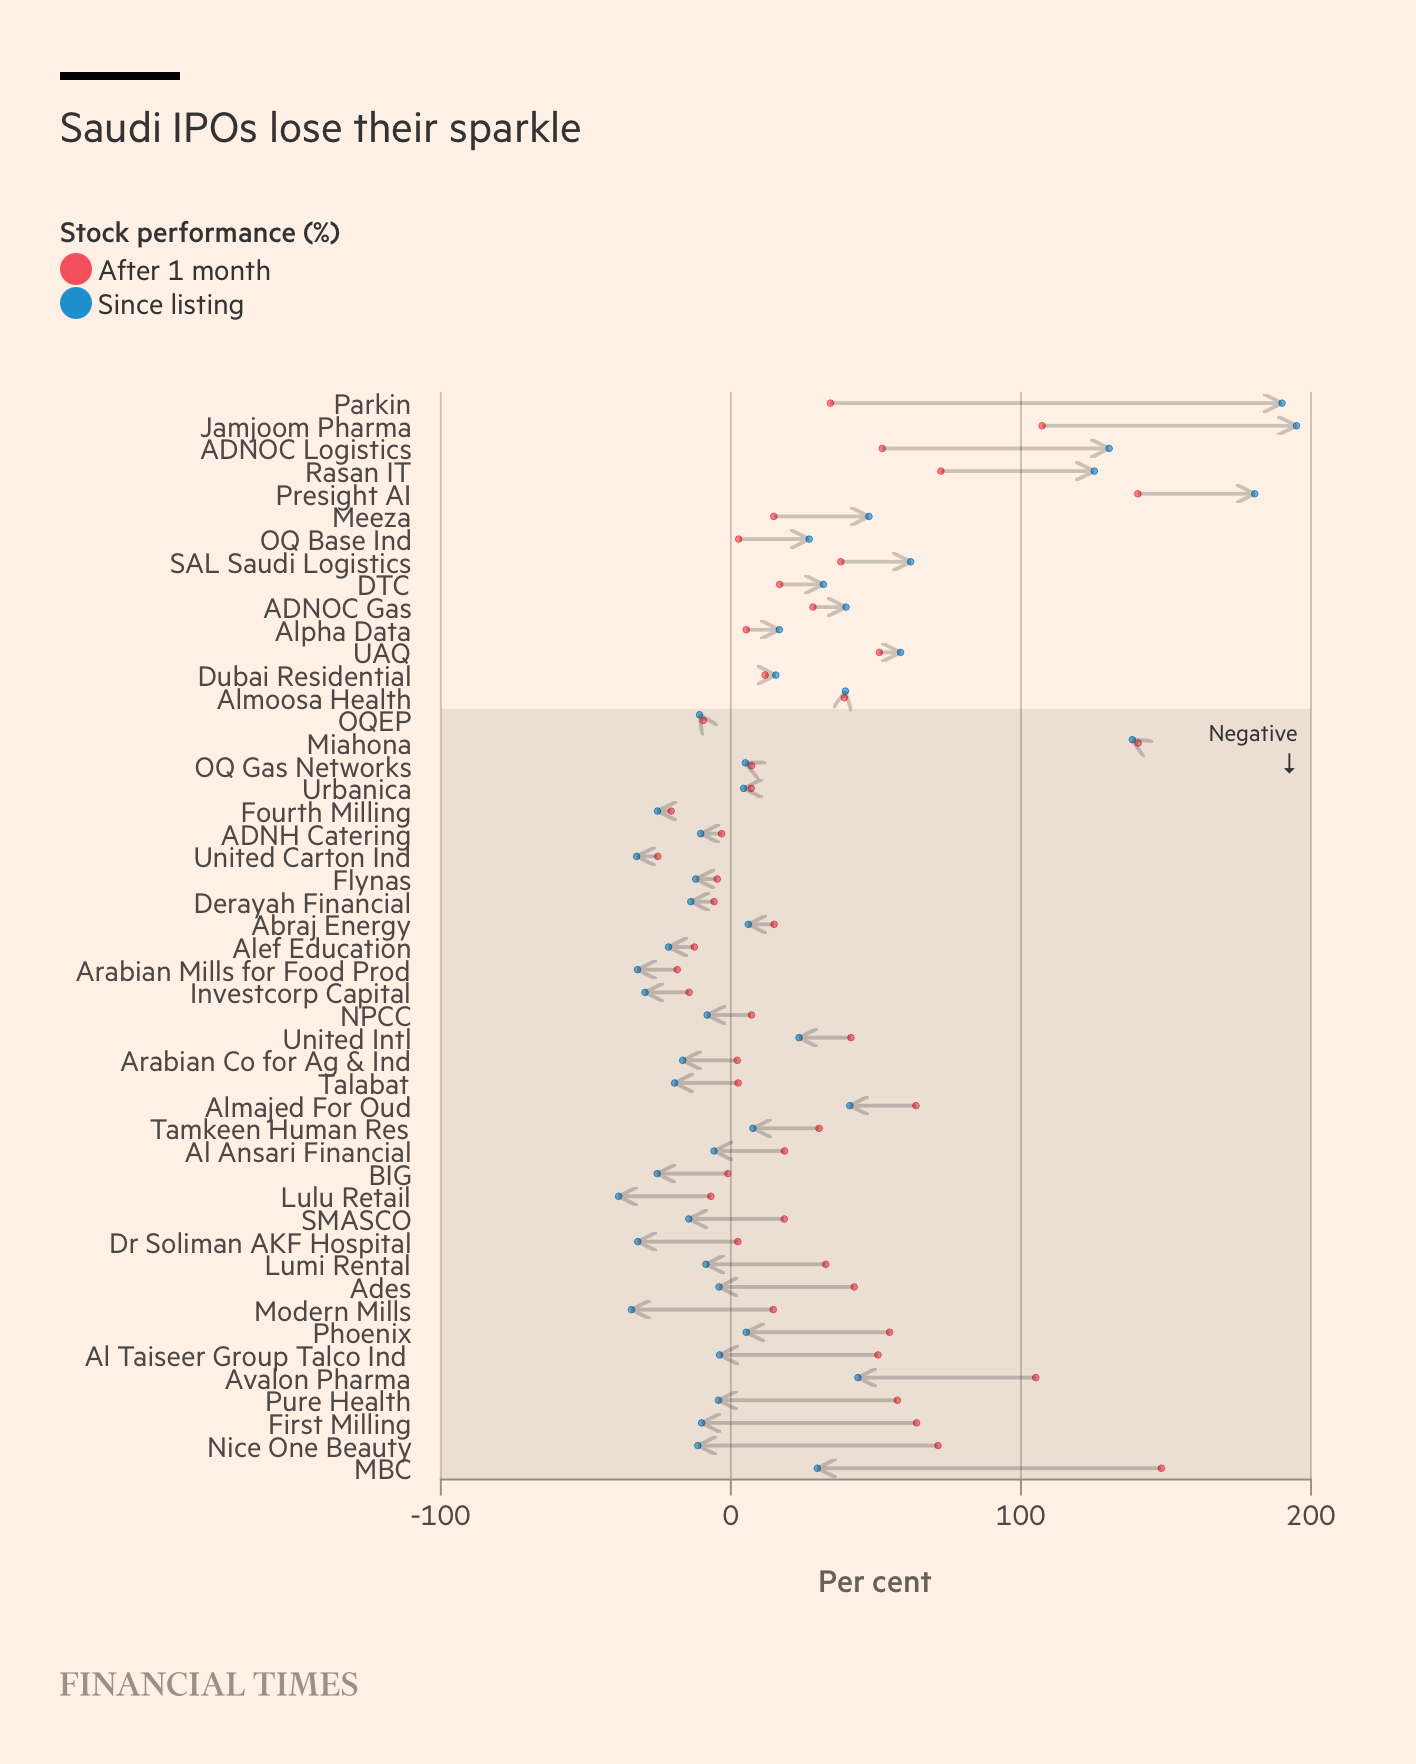 Saudi IPOs lose their sparkle
Stock performance (%)
After 1 month
Since listing
Parkin
Jamjoom Pharma
ADNOC Logistics
Rasan IT
Presight AI
Meeza
OQ Base Ind
SAL Saudi Logistics
DTC
ADNOC Gas
Alpha Data
UAQ
Dubai Residential
Almoosa Health
OQEP
Miahona
Negative
↓
OQ Gas Networks
Urbanica
Fourth Milling
ADNH Catering
United Carton Ind
Flynas
Derayah Financial
Abraj Energy
Alef Education
Arabian Mills for Food Prod
Investcorp Capital
NPCC
United Intl
Arabian Co for Ag & Ind
Talabat
Almajed For Oud
Tamkeen Human Res
Al Ansari Financial
BIG
Lulu Retail
SMASCO
Dr Soliman AKF Hospital
Lumi Rental
Ades
Modern Mills
Phoenix
Al Taiseer Group Talco Ind
Avalon Pharma
Pure Health
First Milling
Nice One Beauty
MBC
-100 0 100 200
Per cent
FINANCIAL TIMES